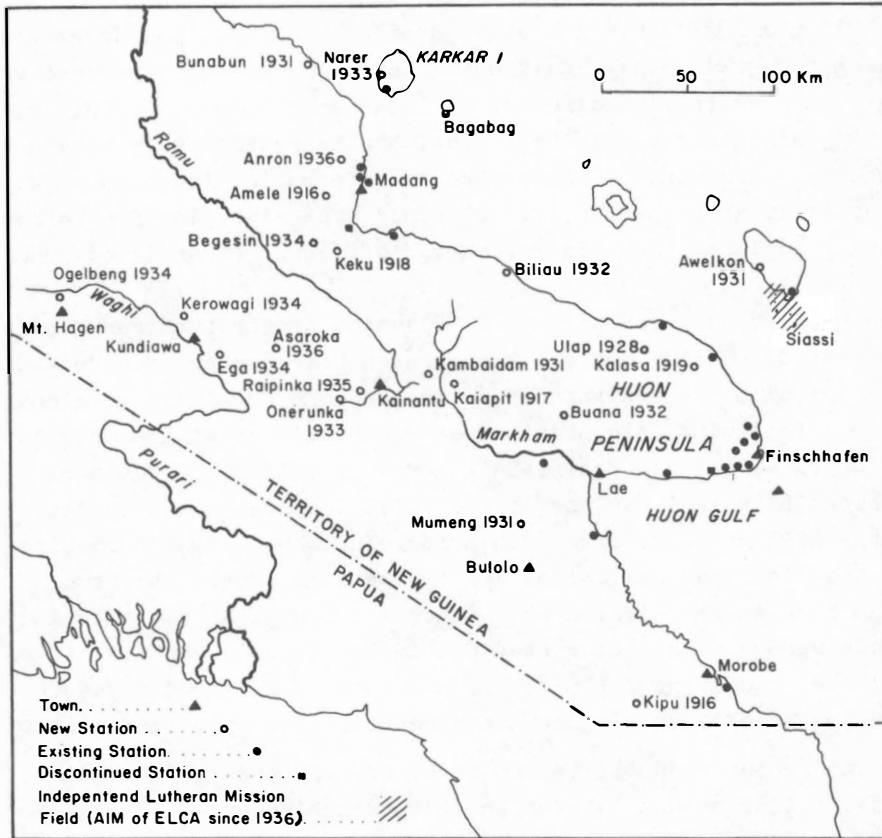 Bunabun 1931
Narer
1933
KARKAR I
0 50 100 Km
Bagabag
Ramu
Anron 1936
Madang
Amele 1916
Begesin 1934
Keku 1918
Biliau 1932
Awelkon
1931
Siassi
Ogelbeng 1934
Waghi
Kerowagi 1934
Mt. Hagen
Kundiawa
Asaroka
1936
Ega 1934
Raipinka 1935
Kainantu
Onerunka
1933
Kambaidam 1931
Kaiapit 1917
Ulap 1928
Kalasa 1919
HUON
Buana 1932
PENINSULA
Markham
Finschhafen
Lae
HUON GULF
Purari
TERRITORY OF NEW GUINEA
PAPUA
Mumeng 1931
Bulolo
Morobe
Kipu 1916
Town
New Station
Existing Station
Discontinued Station
Indepentend Lutheran Mission
Field (AIM of ELCA since 1936)